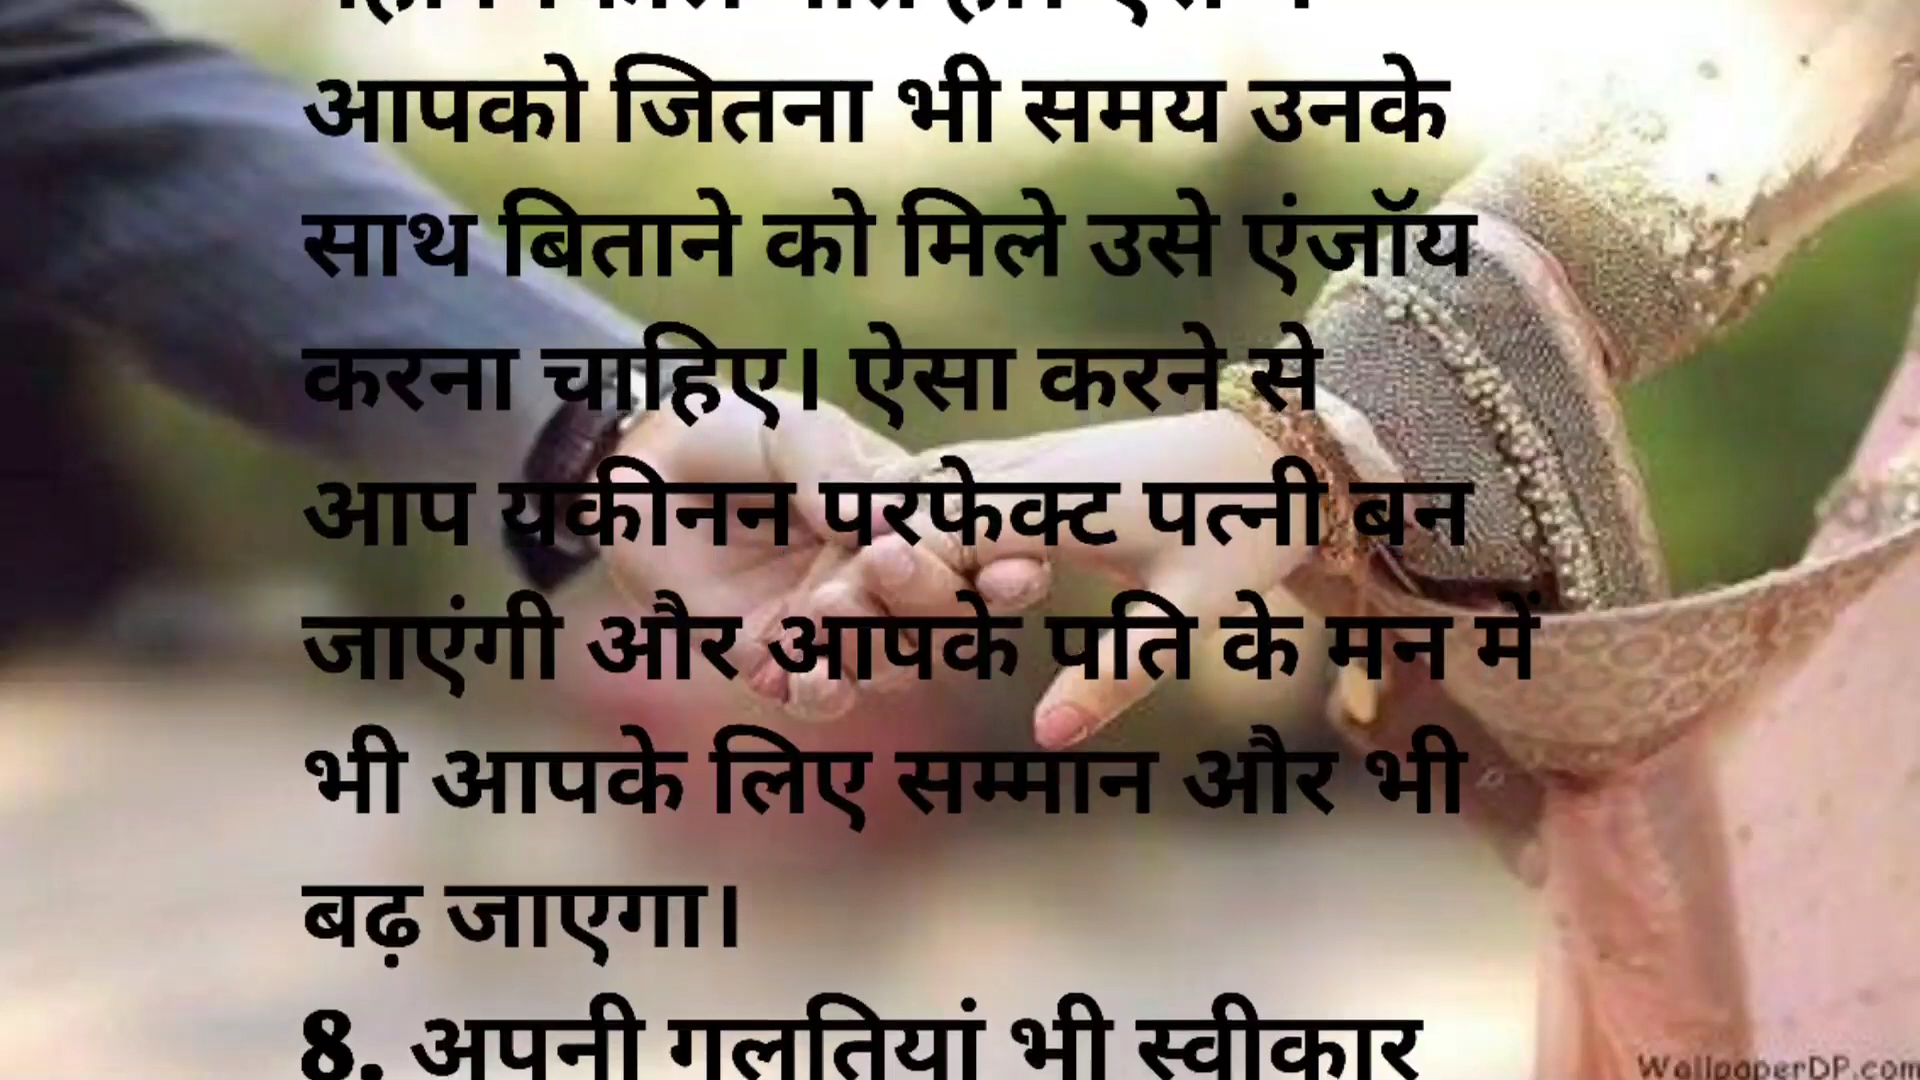 आपको जितना भी समय उनके
साथ बिताने को मिले उसे एंजॉय
करना चाहिए। ऐसा करने से
आप यकीनन परफेक्ट पत्नी बन
जाएंगी और आपके पति के मन में
भी आपके लिए सम्मान और भी
बढ़ जाएगा।
8. अपनी गलतियां भी स्वीकार
WallpaperDP.com